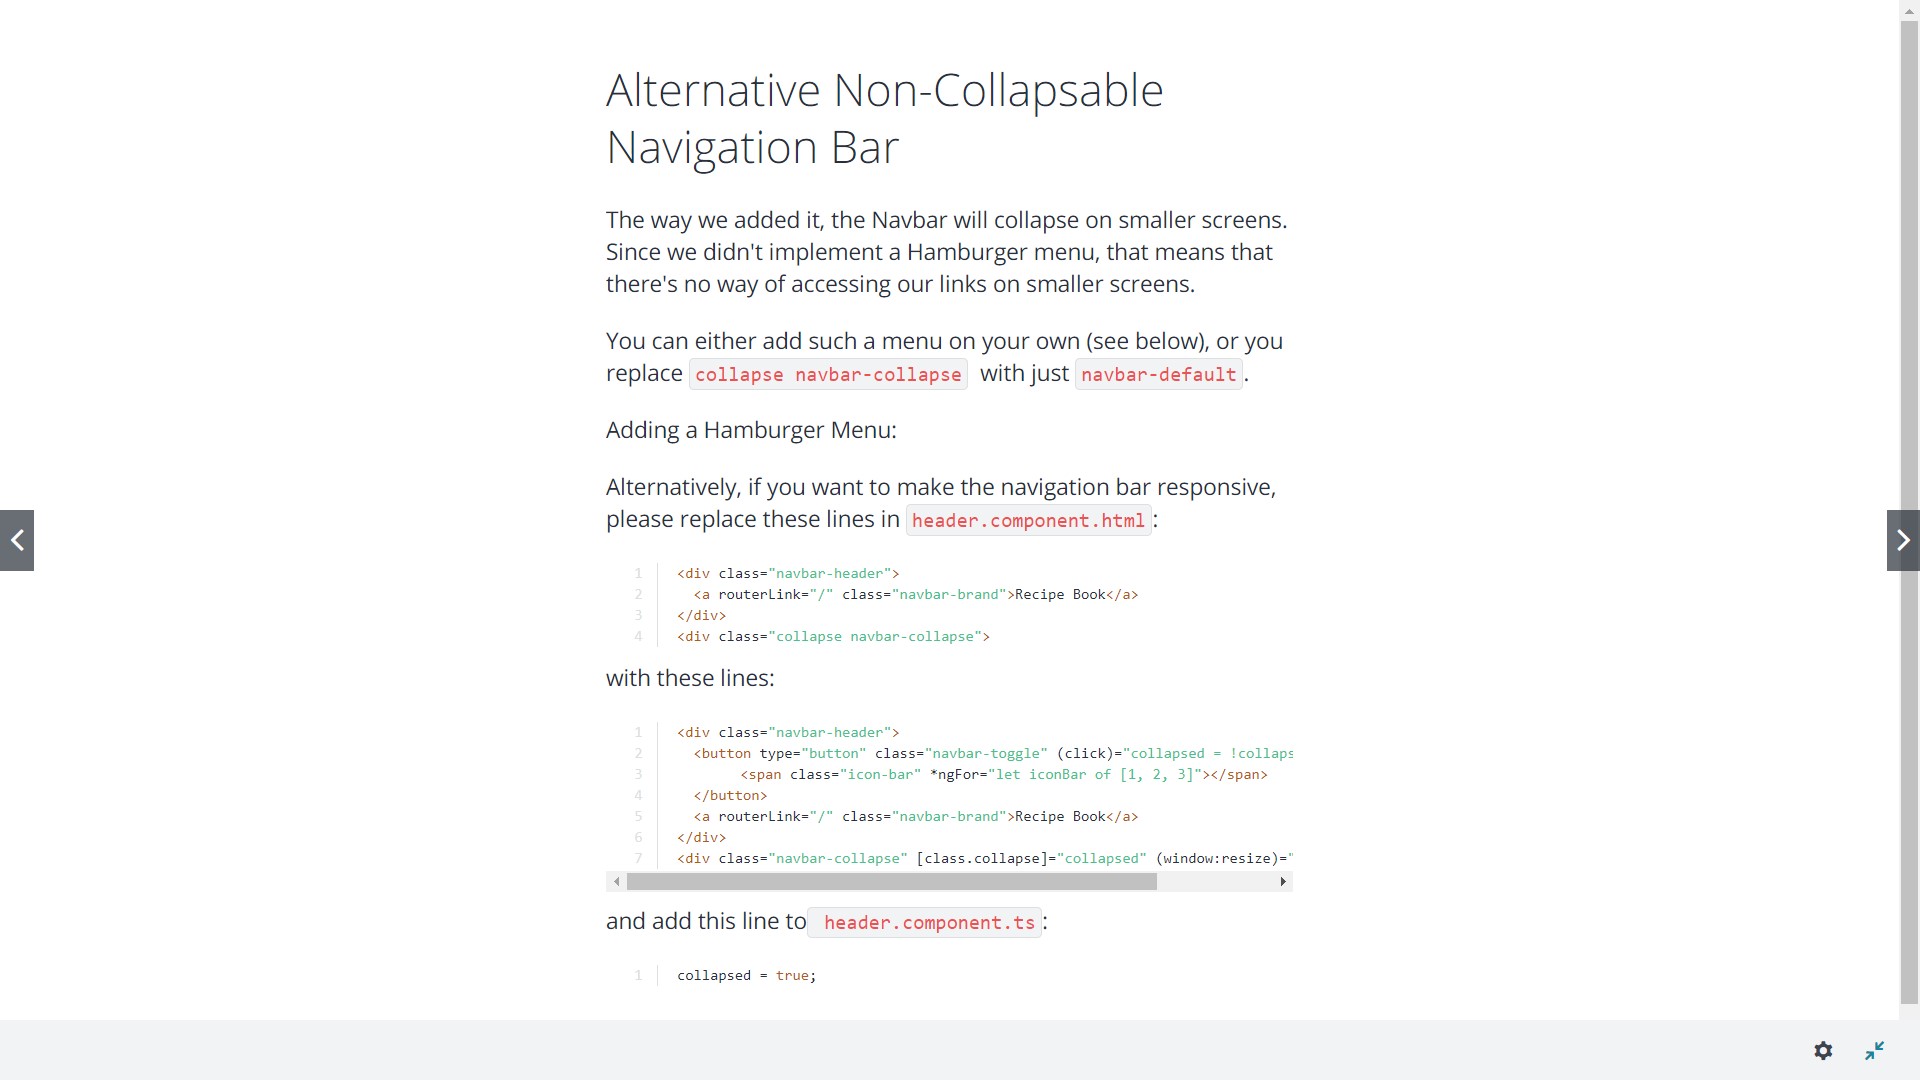 Alternative Non-Collapsable
Navigation Bar
The way we added it, the Navbar will collapse on smaller screens.
Since we didn't implement a Hamburger menu, that means that
there's no way of accessing our links on smaller screens.
You can either add such a menu on your own (see below), or you
replace collapse navbar-collapse with just navbar-default.
Adding a Hamburger Menu:
Alternatively, if you want to make the navigation bar responsive,
please replace these lines in header.component.html:
1 <div class="navbar-header">
2   <a routerLink="/" class="navbar-brand">Recipe Book</a>
3 </div>
4 <div class="collapse navbar-collapse">
with these lines:
1 <div class="navbar-header">
2   <button type="button" class="navbar-toggle" (click)="collapsed = !collaps
3     <span class="icon-bar" *ngFor="let iconBar of [1, 2, 3]"></span>
4   </button>
5   <a routerLink="/" class="navbar-brand">Recipe Book</a>
6 </div>
7 <div class="navbar-collapse" [class.collapse]="collapsed" (window:resize)="
and add this line to header.component.ts:
1 collapsed = true;